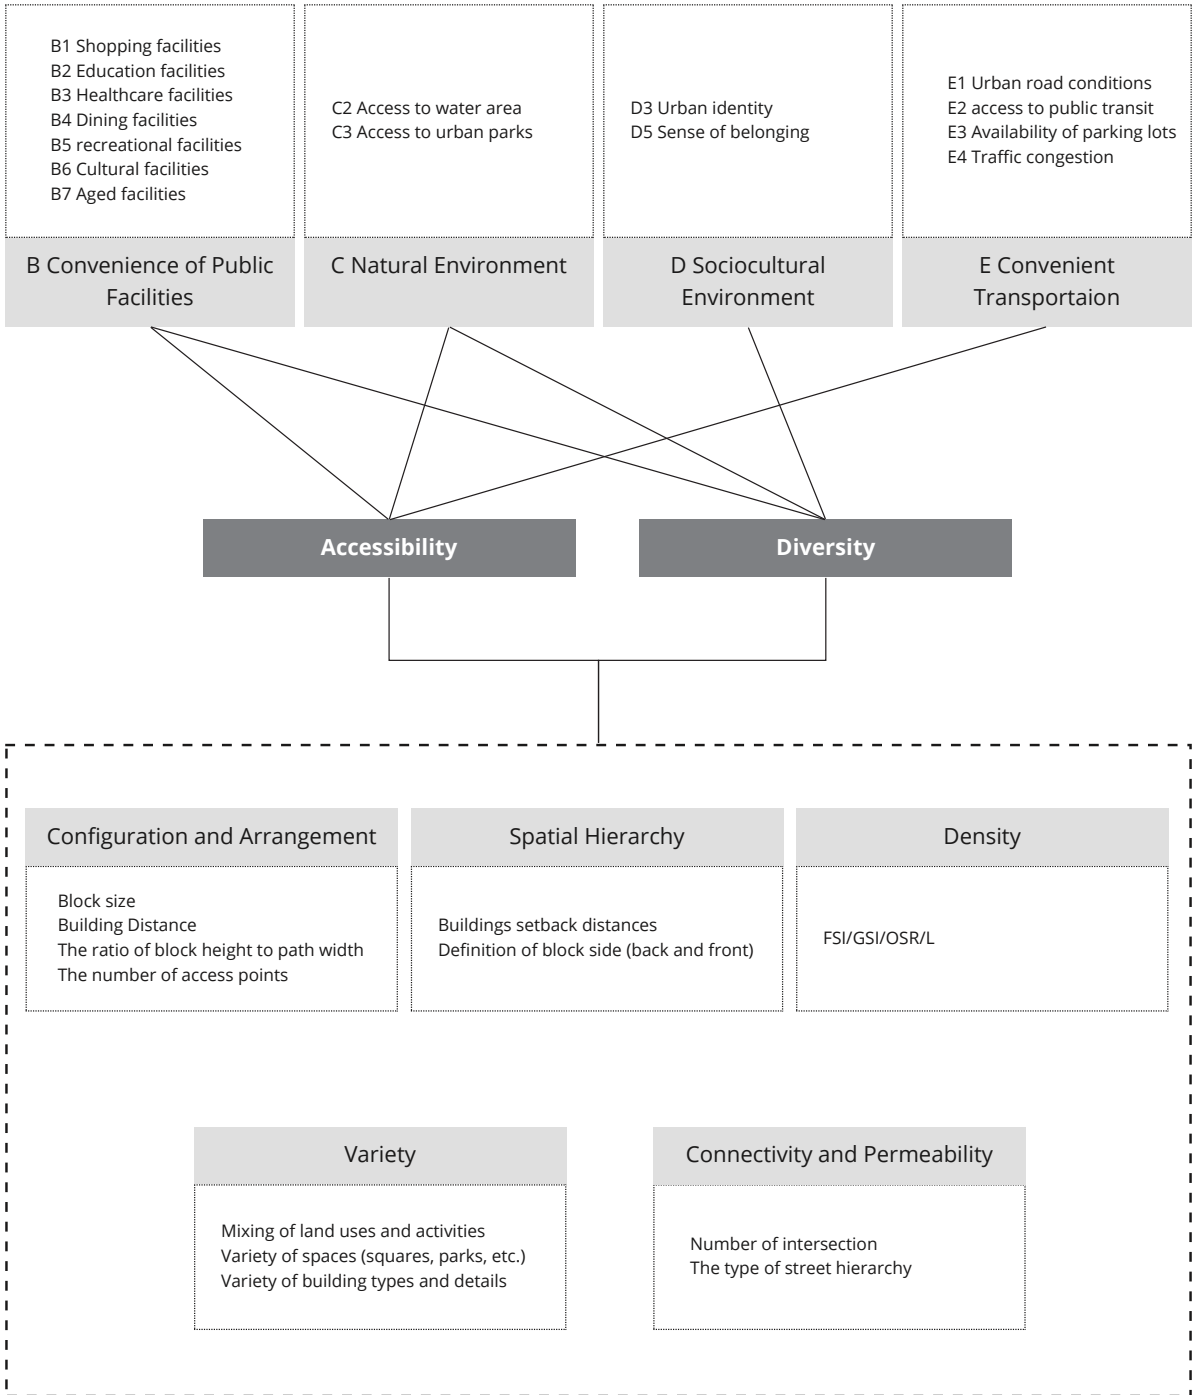 B1 Shopping facilities
B2 Education facilities
B3 Healthcare facilities
B4 Dining facilities
B5 recreational facilities
B6 Cultural facilities
B7 Aged facilities
B Convenience of Public
Facilities
C2 Access to water area
C3 Access to urban parks
C Natural Environment
D3 Urban identity
D5 Sense of belonging
D Sociocultural
Environment
E1 Urban road conditions
E2 access to public transit
E3 Availability of parking lots
E4 Traffic congestion
E Convenient
Transportaion
Accessibility
Diversity
Configuration and Arrangement
Block size
Building Distance
The ratio of block height to path width
The number of access points
Spatial Hierarchy
Buildings setback distances
Definition of block side (back and front)
Density
FSI/GSI/OSR/L
Variety
Mixing of land uses and activities
Variety of spaces (squares, parks, etc.)
Variety of building types and details
Connectivity and Permeability
Number of intersection
The type of street hierarchy